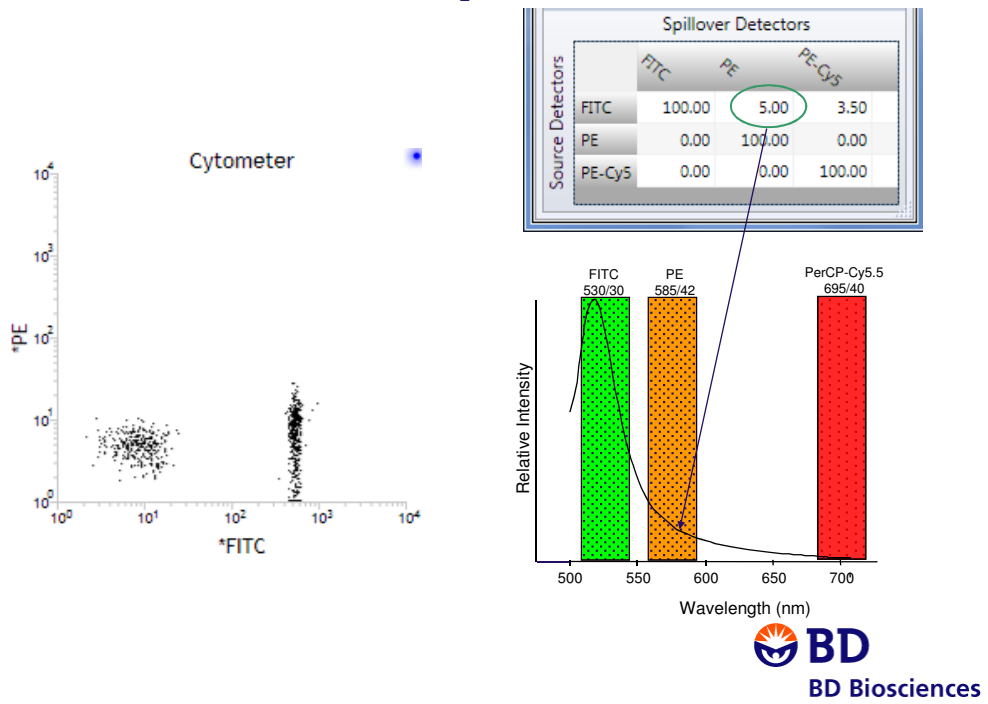 Spillover Detectors
Source Detectors
FITC PE PE-Cy5
FITC 100.00 5.00 3.50
PE 0.00 100.00 0.00
PE-Cy5 0.00 0.00 100.00
Cytometer
10^4
10^3
10^2
10^1
10^0
*PE
10^0 10^1 10^2 10^3 10^4
*FITC
FITC PE PerCP-Cy5.5
530/30 585/42 695/40
Relative Intensity
500 550 600 650 700
Wavelength (nm)
BD
BD Biosciences